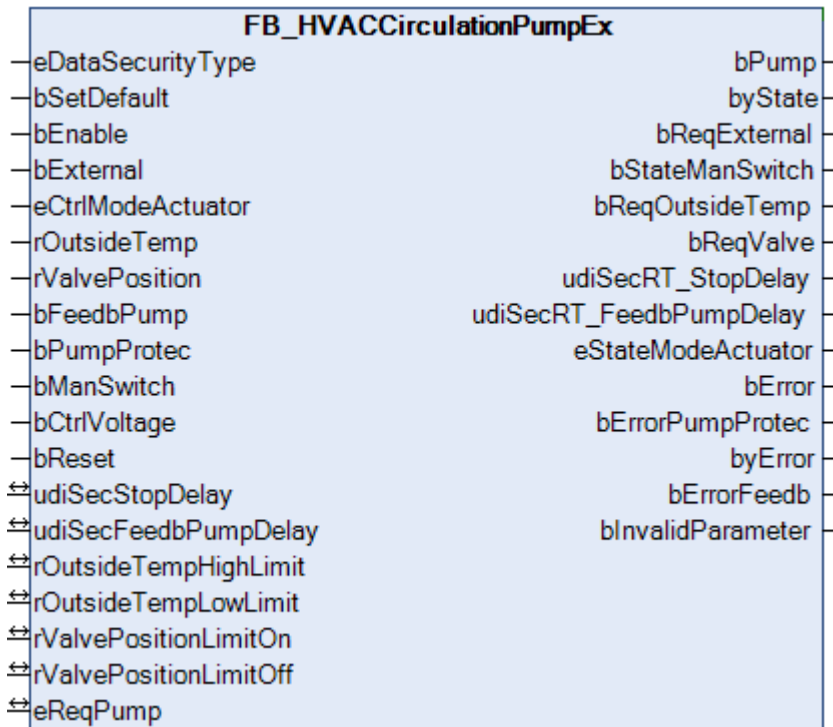 FB_HVACCirculationPumpEx
eDataSecurityType bPump
bSetDefault byState
bEnable bReqExternal
bExternal bStateManSwitch
eCtrlModeActuator bReqOutsideTemp
rOutsideTemp bReqValve
rValvePosition udiSecRT_StopDelay
bFeedbPump udiSecRT_FeedbPumpDelay
bPumpProtec eStateModeActuator
bManSwitch bError
bCtrlVoltage bErrorPumpProtec
bReset byError
udiSecStopDelay bErrorFeedb
udiSecFeedbPumpDelay bInvalidParameter
rOutsideTempHighLimit
rOutsideTempLowLimit
rValvePositionLimitOn
rValvePositionLimitOff
eReqPump